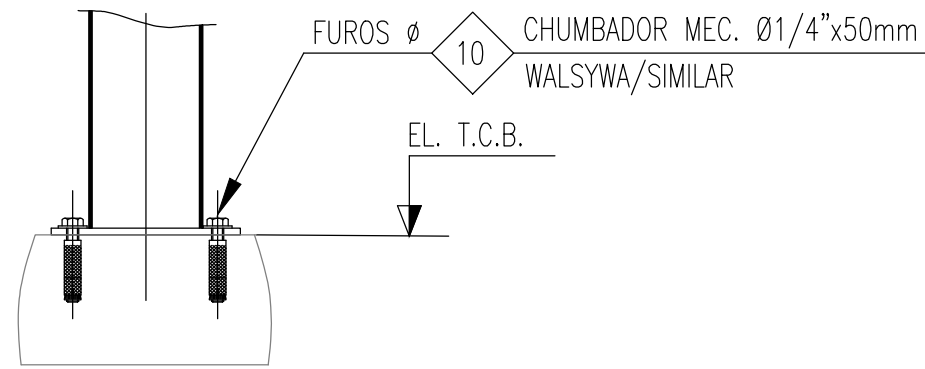 FUROS ø 10 CHUMBADOR MEC. Ø1/4"x50mm
WALSYWA/SIMILAR
EL. T.C.B.